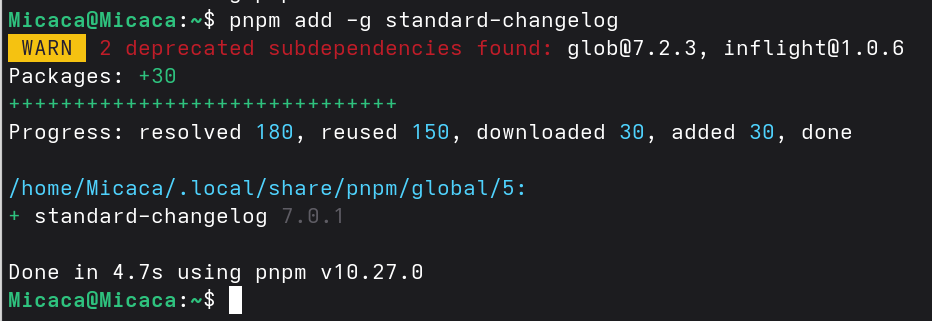 Micaca@Micaca:~$ pnpm add -g standard-changelog
WARN 2 deprecated subdependencies found: glob@7.2.3, inflight@1.0.6
Packages: +30
++++++++++++++++++++++++++++++
Progress: resolved 180, reused 150, downloaded 30, added 30, done
/home/Micaca/.local/share/pnpm/global/5:
+ standard-changelog 7.0.1
Done in 4.7s using pnpm v10.27.0
Micaca@Micaca:~$